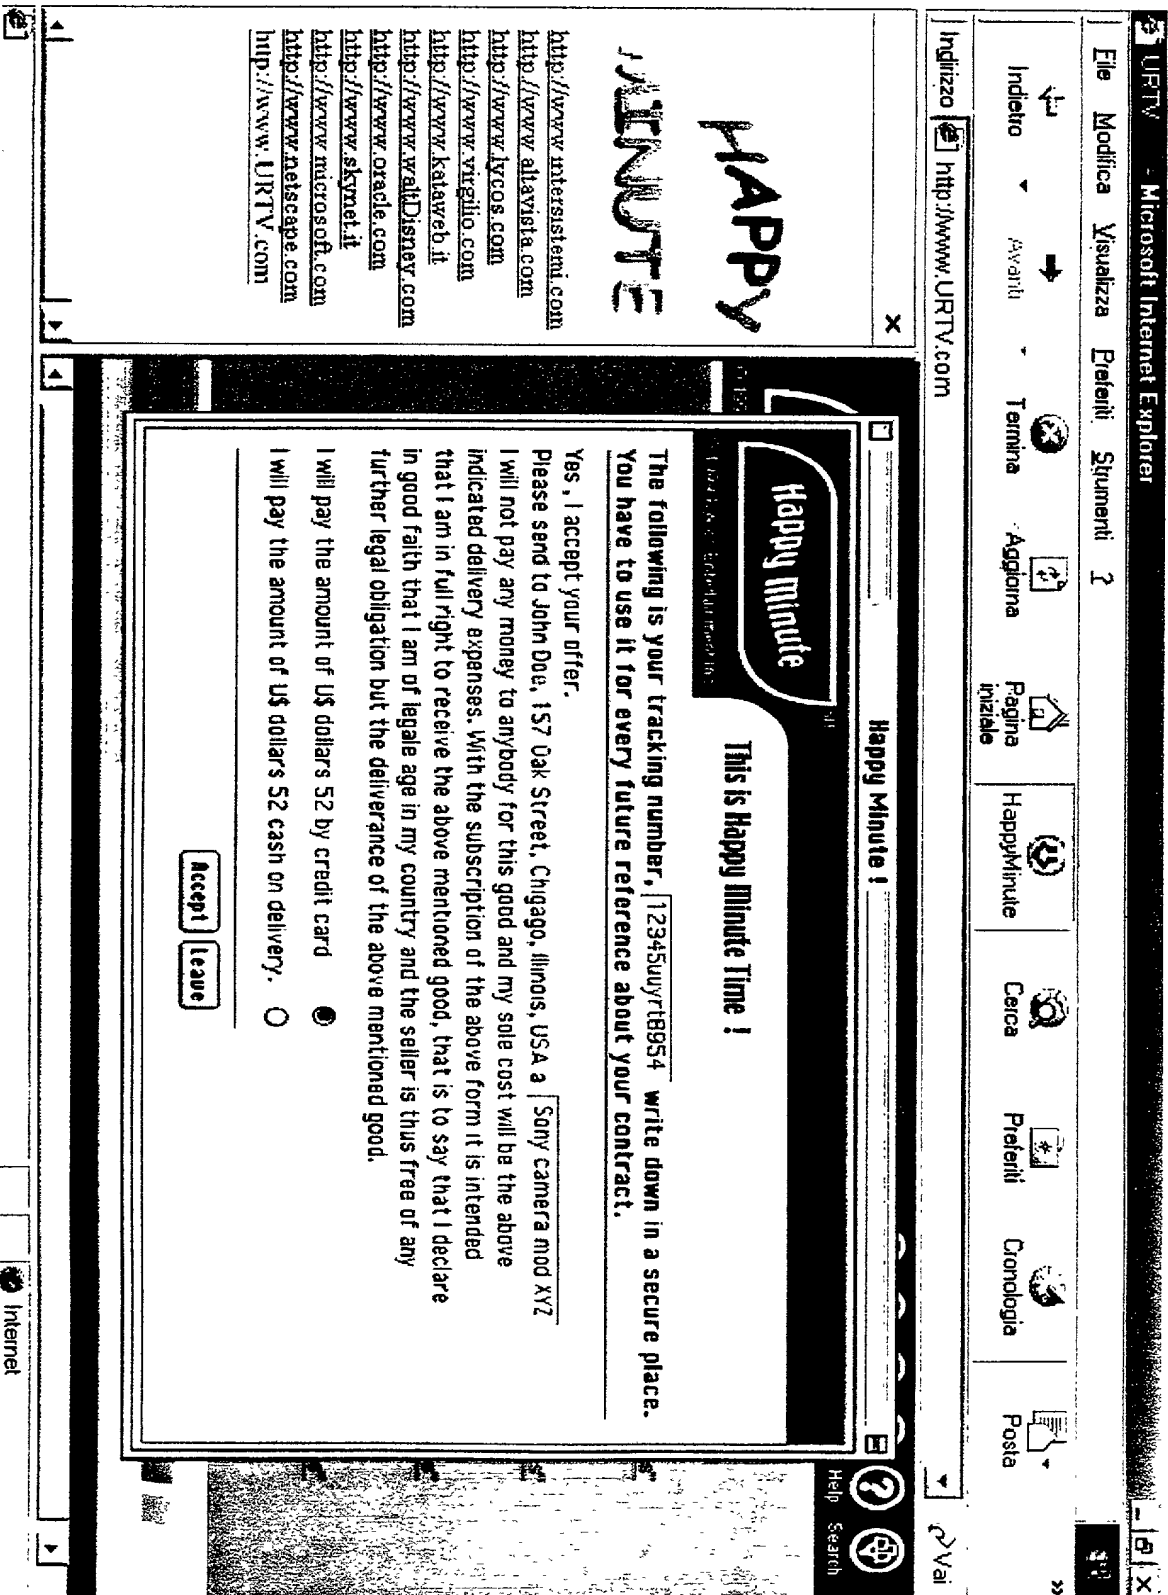 URTV - Microsoft Internet Explorer
File Modifica Visualizza Preferiti Strumenti ?
Indietro Avanti Termina Aggiorna Pagina iniziale HappyMinute Cerca Preferiti Cronologia Posta »
Indirizzo http://www.URTV.com Vai
HAPPY
MINUTE
http://www.intersistemi.com
http://www.altavista.com
http://www.lycos.com
http://www.virgilio.com
http://www.kataweb.it
http://www.waltDisney.com
http://www.oracle.com
http://www.skynet.it
http://www.microsoft.com
http://www.netscape.com
http://www.URTV.com
Happy Minute !
Happy Minute
This is Happy Minute Time !
The following is your tracking number, 12345uuyrt8954 write down in a secure place.
You have to use it for every future reference about your contract.
Yes, I accept your offer.
Please send to John Doe, 157 Oak Street, Chigago, Illinois, USA a Sony camera mod XYZ
I will not pay any money to anybody for this good and my sole cost will be the above
indicated delivery expenses. With the subscription of the above form it is intended
that I am in full right to receive the above mentioned good, that is to say that I declare
in good faith that I am of legale age in my country and the seller is thus free of any
further legal obligation but the deliverance of the above mentioned good.
I will pay the amount of U$ dollars 52 by credit card
I will pay the amount of U$ dollars 52 cash on delivery.
Accept Leave
Help Search
Internet